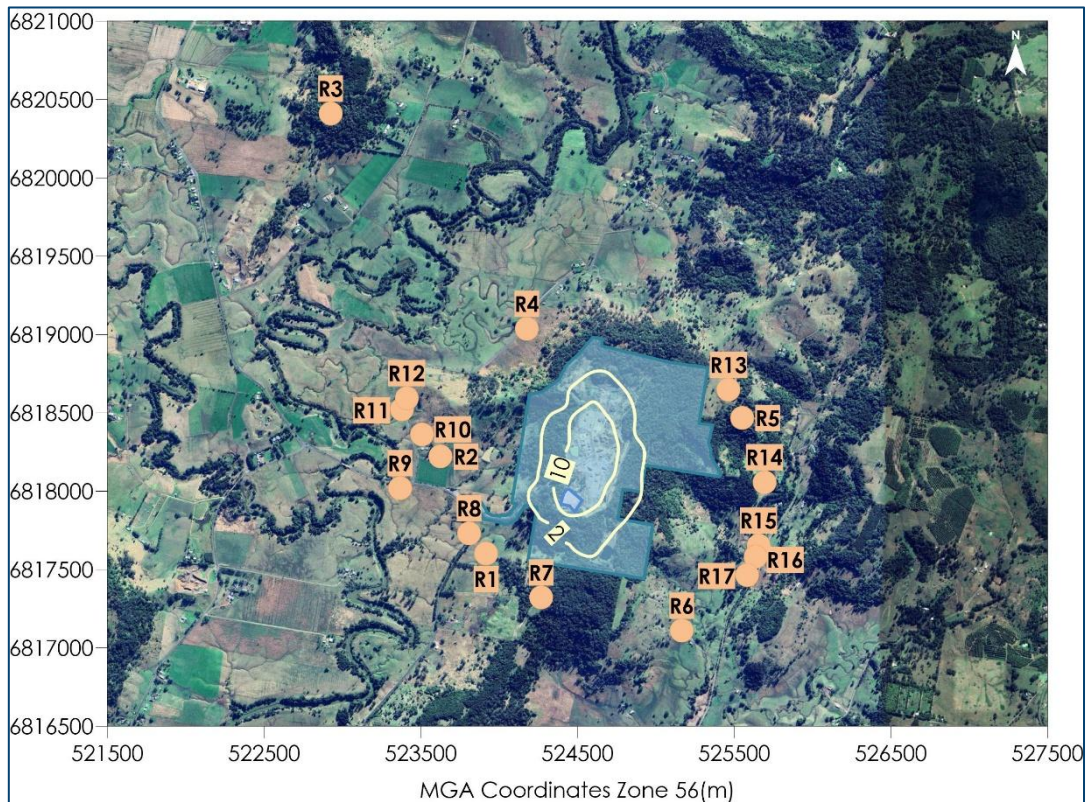 6821000
N
R3
6820500
6820000
6819500
R4
6819000
R13
R12
6818500
R11
R5
R10
R2
R14
R9
10
6818000
R8
R15
2
R16
6817500
R1
R7
R17
R6
6817000
6816500
521500
522500
523500
524500
525500
526500
527500
MGA Coordinates Zone 56(m)